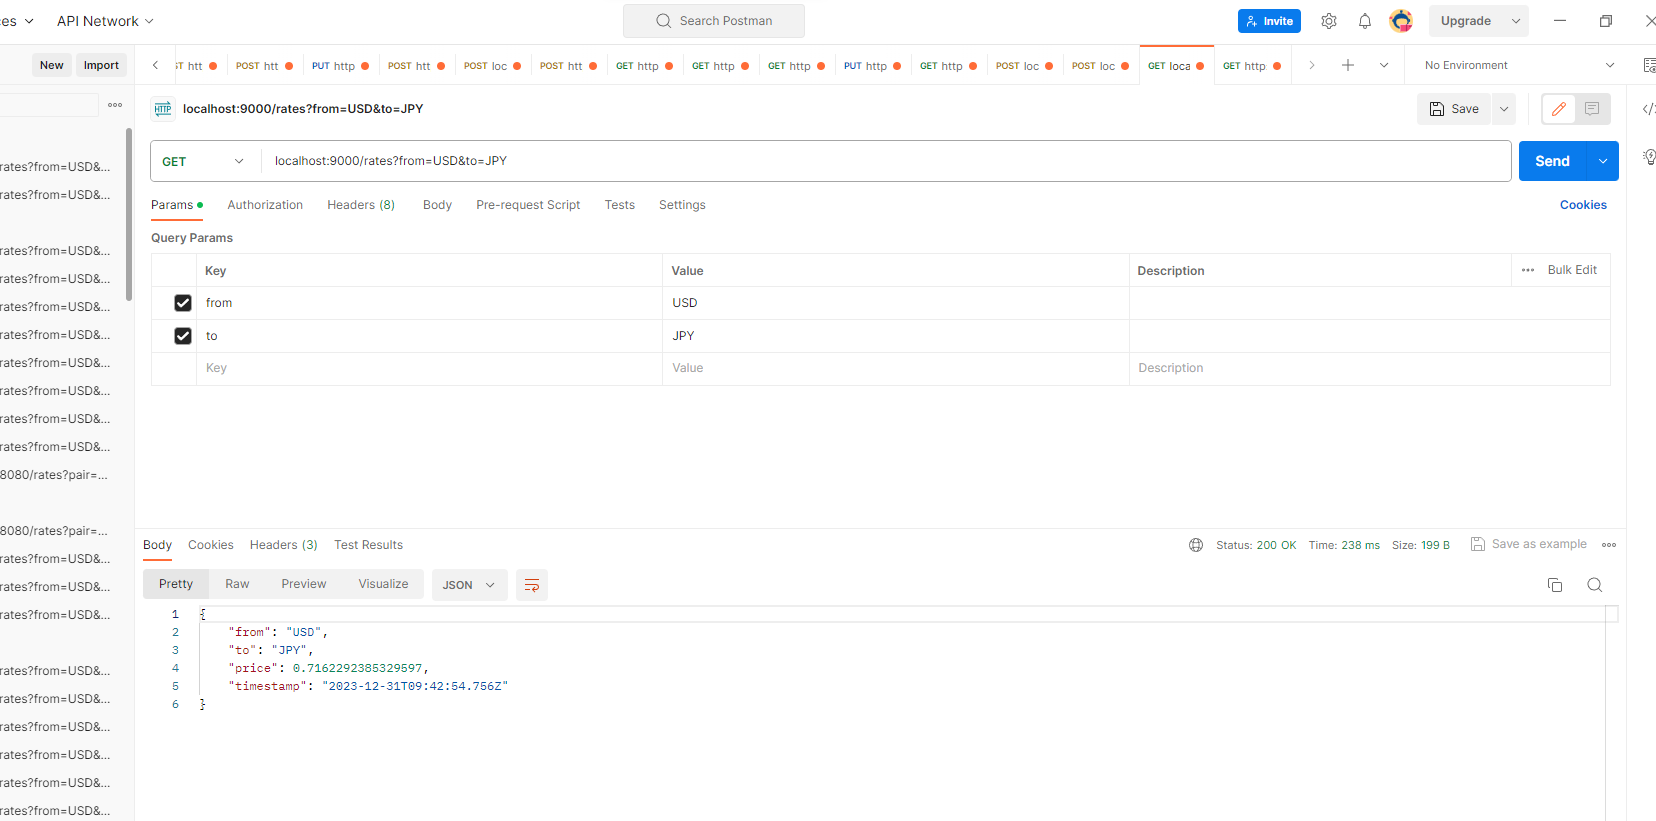 ces API Network Search Postman Invite Upgrade
New Import ST htt POST htt PUT http POST htt POST loc POST htt GET http GET http GET http PUT http GET http POST loc POST loc GET loca GET http No Environment
HTTP localhost:9000/rates?from=USD&to=JPY Save
GET localhost:9000/rates?from=USD&to=JPY Send
Params Authorization Headers (8) Body Pre-request Script Tests Settings Cookies
Query Params
Key Value Description Bulk Edit
from USD
to JPY
Key Value Description
rates?from=USD&...
rates?from=USD&...
rates?from=USD&...
rates?from=USD&...
rates?from=USD&...
rates?from=USD&...
rates?from=USD&...
rates?from=USD&...
rates?from=USD&...
rates?from=USD&...
8080/rates?pair=...
8080/rates?pair=...
rates?from=USD&...
rates?from=USD&...
rates?from=USD&...
rates?from=USD&...
rates?from=USD&...
rates?from=USD&...
rates?from=USD&...
rates?from=USD&...
rates?from=USD&...
Body Cookies Headers (3) Test Results Status: 200 OK Time: 238 ms Size: 199 B Save as example
Pretty Raw Preview Visualize JSON
1 {
2 "from": "USD",
3 "to": "JPY",
4 "price": 0.7162292385329597,
5 "timestamp": "2023-12-31T09:42:54.756Z"
6 }